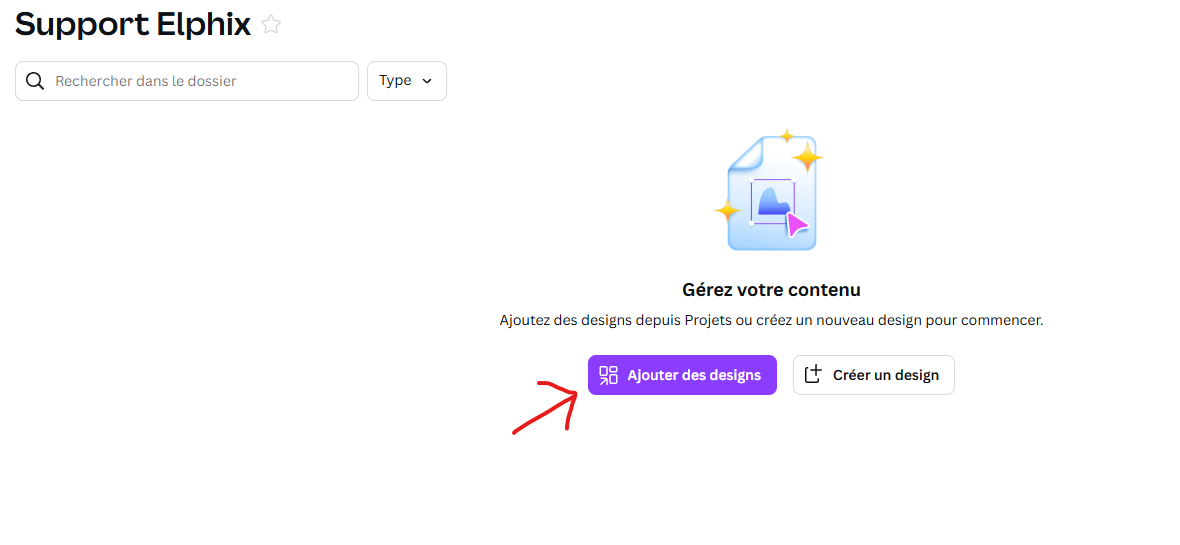 Support Elphix
Rechercher dans le dossier
Type
Gérez votre contenu
Ajoutez des designs depuis Projets ou créez un nouveau design pour commencer.
Ajouter des designs
Créer un design